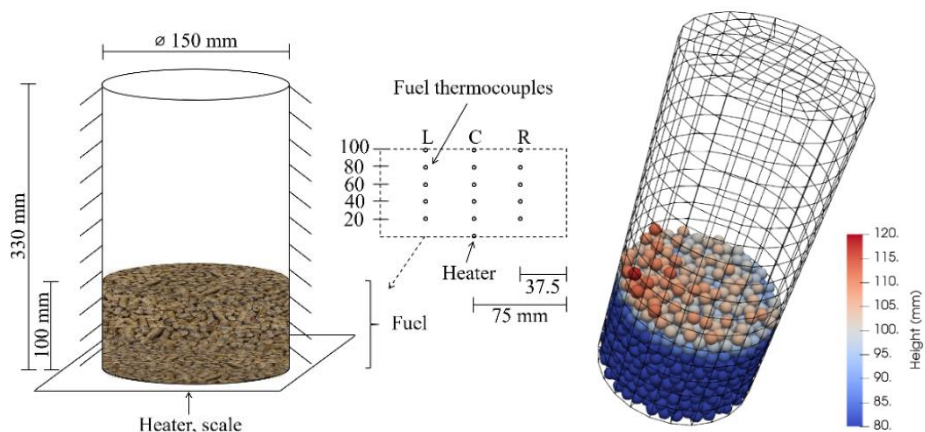 ø 150 mm
330 mm
100 mm
Heater, scale
Fuel
Fuel thermocouples
L C R
100
80
60
40
20
Heater
37.5
75 mm
120.
115.
110.
105.
100.
95.
90.
85.
80.
Height (mm)